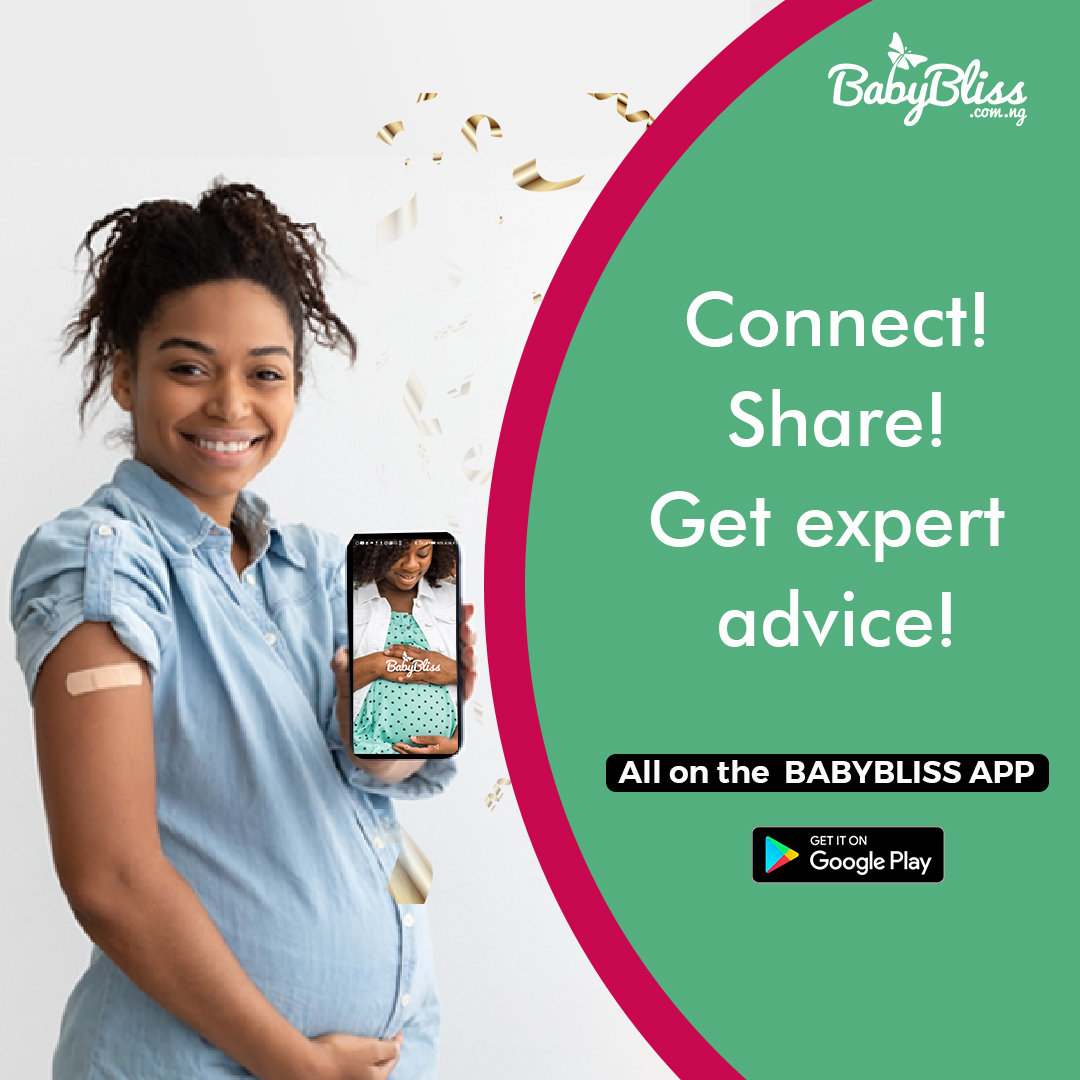 BabyBliss
.com.ng
Connect!
Share!
Get expert
advice!
BabyBliss
All on the BABYBLISS APP
GET IT ON
Google Play